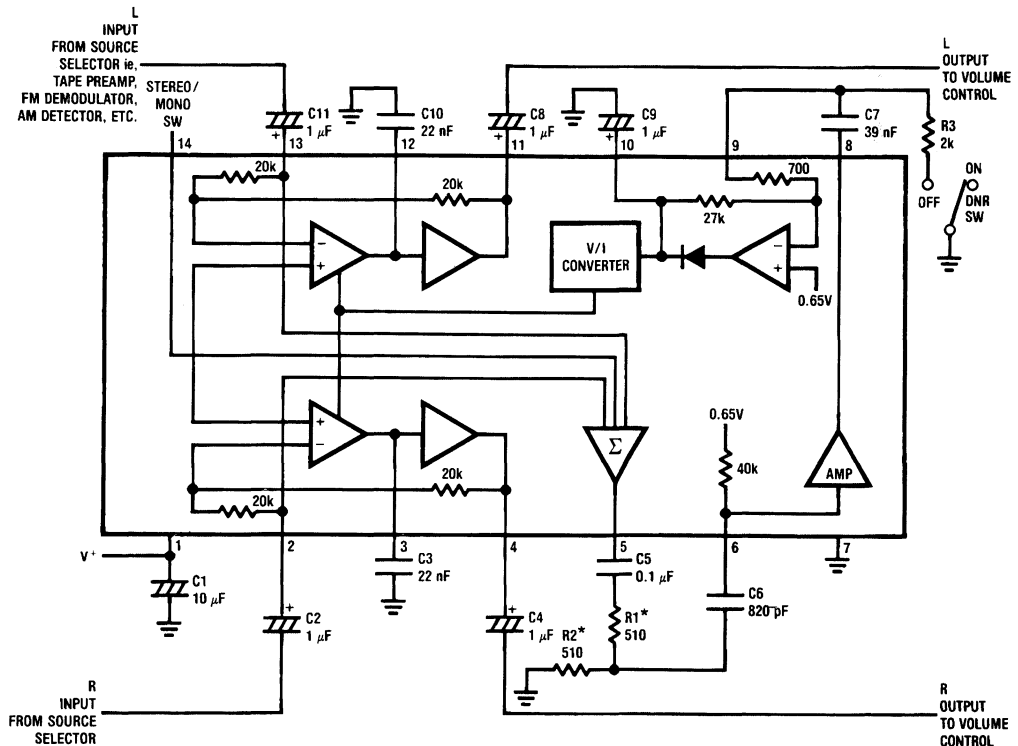 L
INPUT
FROM SOURCE
SELECTOR ie,
TAPE PREAMP,
FM DEMODULATOR,
AM DETECTOR, ETC.
STEREO/
MONO
SW
14
C11
1 μF
+
13
C10
22 nF
12
C8
1 μF
+
11
C9
1 μF
+
10
L
OUTPUT
TO VOLUME
CONTROL
9
C7
39 nF
8
R3
2k
ON
OFF
DNR
SW
20k
20k
700
27k
−
+
V/I
CONVERTER
−
+
0.65V
+
−
20k
20k
Σ
0.65V
40k
AMP
1
2
3
4
5
6
7
V+
C1
10 μF
+
C2
1 μF
C3
22 nF
+
C4
1 μF
C5
0.1 μF
R1*
510
R2*
510
C6
820 pF
R
INPUT
FROM SOURCE
SELECTOR
R
OUTPUT
TO VOLUME
CONTROL